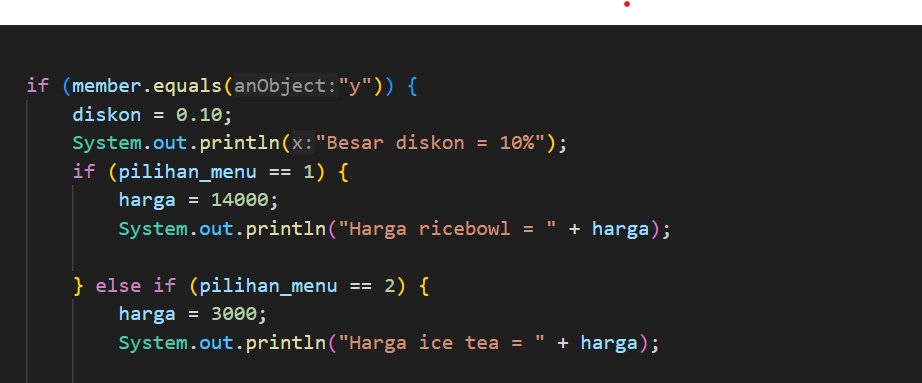 if (member.equals(anObject:"y")) {
diskon = 0.10;
System.out.println(x:"Besar diskon = 10%");
if (pilihan_menu == 1) {
harga = 14000;
System.out.println("Harga ricebowl = " + harga);
} else if (pilihan_menu == 2) {
harga = 3000;
System.out.println("Harga ice tea = " + harga);